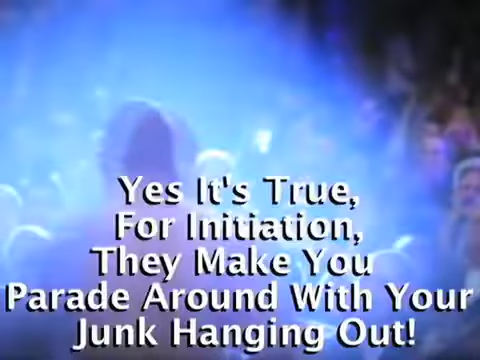 Yes It's True,
For Initiation,
They Make You
Parade Around With Your
Junk Hanging Out!